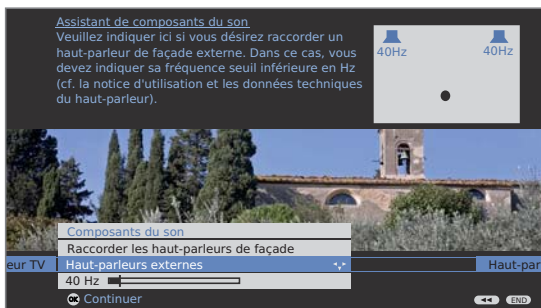 Assistant de composants du son
Veuillez indiquer ici si vous désirez raccorder un
haut-parleur de façade externe. Dans ce cas, vous
devez indiquer sa fréquence seuil inférieure en Hz
(cf. la notice d'utilisation et les données techniques
du haut-parleur).
40Hz 40Hz
Composants du son
Raccorder les haut-parleurs de façade
eur TV Haut-parleurs externes Haut-par
40 Hz
OK Continuer END